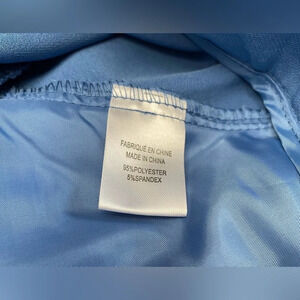 FABRIQUE EN CHINE
MADE IN CHINA
95%POLYESTER
5%SPANDEX